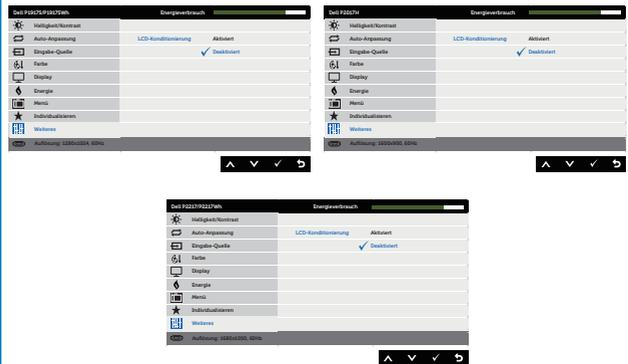 Dell P1917S/P1917SWh Energieverbrauch
Helligkeit/Kontrast
Auto-Anpassung LCD-Konditionierung Aktiviert
Eingabe-Quelle Deaktiviert
Farbe
Display
Energie
Menü
Individualisieren
Weiteres
Auflösung: 1280x1024, 60Hz
Dell P2017H Energieverbrauch
Helligkeit/Kontrast
Auto-Anpassung LCD-Konditionierung Aktiviert
Eingabe-Quelle Deaktiviert
Farbe
Display
Energie
Menü
Individualisieren
Weiteres
Auflösung: 1600x900, 60Hz
Dell P2217/P2217Wh Energieverbrauch
Helligkeit/Kontrast
Auto-Anpassung LCD-Konditionierung Aktiviert
Eingabe-Quelle Deaktiviert
Farbe
Display
Energie
Menü
Individualisieren
Weiteres
Auflösung: 1680x1050, 60Hz